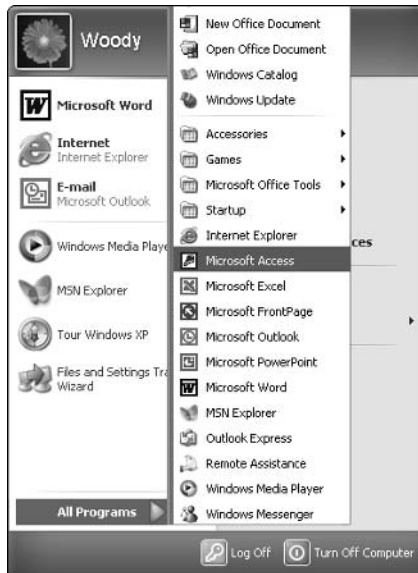 Woody
Microsoft Word
Internet
Internet Explorer
E-mail
Microsoft Outlook
Windows Media Playe
MSN Explorer
Tour Windows XP
Files and Settings Tra
Wizard
All Programs
New Office Document
Open Office Document
Windows Catalog
Windows Update
Accessories
Games
Microsoft Office Tools
Startup
Internet Explorer
Microsoft Access
Microsoft Excel
Microsoft FrontPage
Microsoft Outlook
Microsoft PowerPoint
Microsoft Word
MSN Explorer
Outlook Express
Remote Assistance
Windows Media Player
Windows Messenger
ces
Log Off
Turn Off Computer